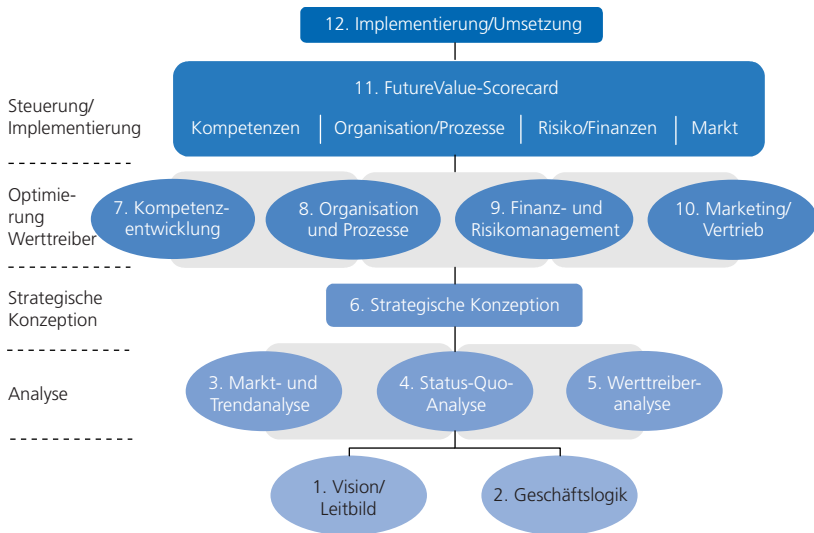 12. Implementierung/Umsetzung
11. FutureValue-Scorecard
Kompetenzen
Organisation/Prozesse
Risiko/Finanzen
Markt
Steuerung/
Implementierung
Optimie-
rung
Werttreiber
7. Kompetenz-
entwicklung
8. Organisation
und Prozesse
9. Finanz- und
Risikomanagement
10. Marketing/
Vertrieb
Strategische
Konzeption
6. Strategische Konzeption
Analyse
3. Markt- und
Trendanalyse
4. Status-Quo-
Analyse
5. Werttreiber-
analyse
1. Vision/
Leitbild
2. Geschäftslogik